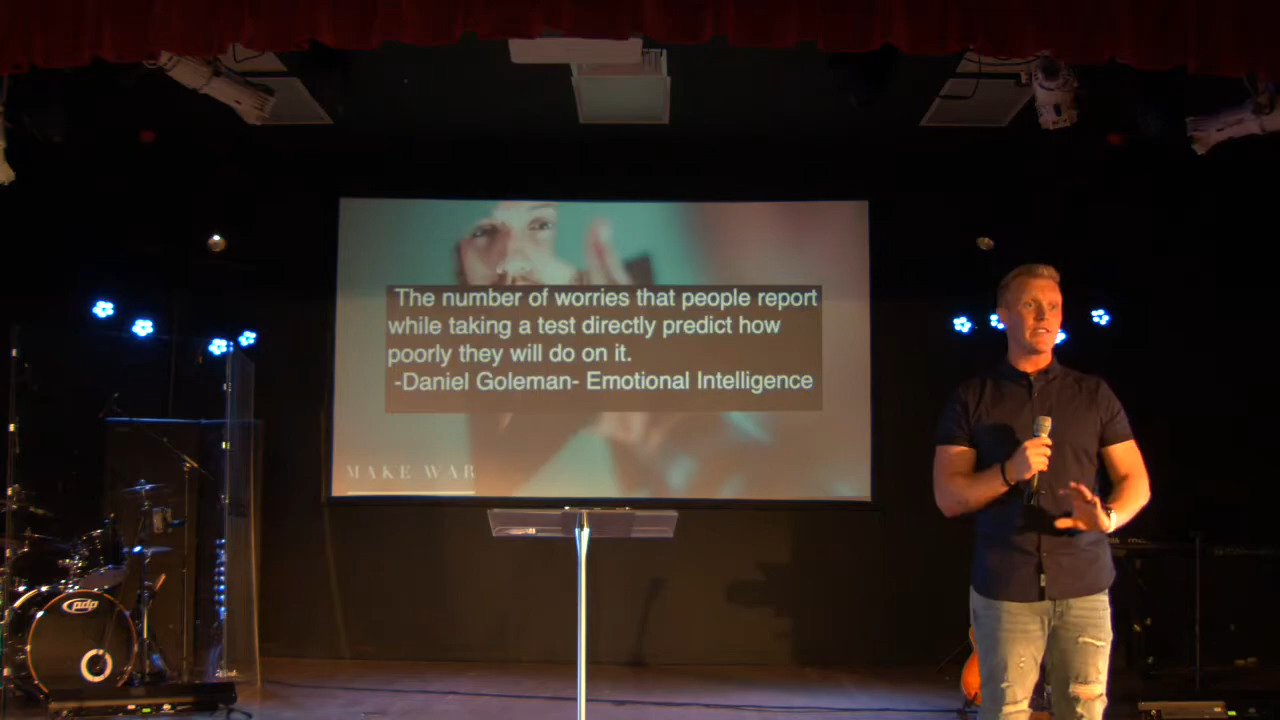 The number of worries that people report
while taking a test directly predict how
poorly they will do on it.
-Daniel Goleman- Emotional Intelligence
MAKE WAR
pdp